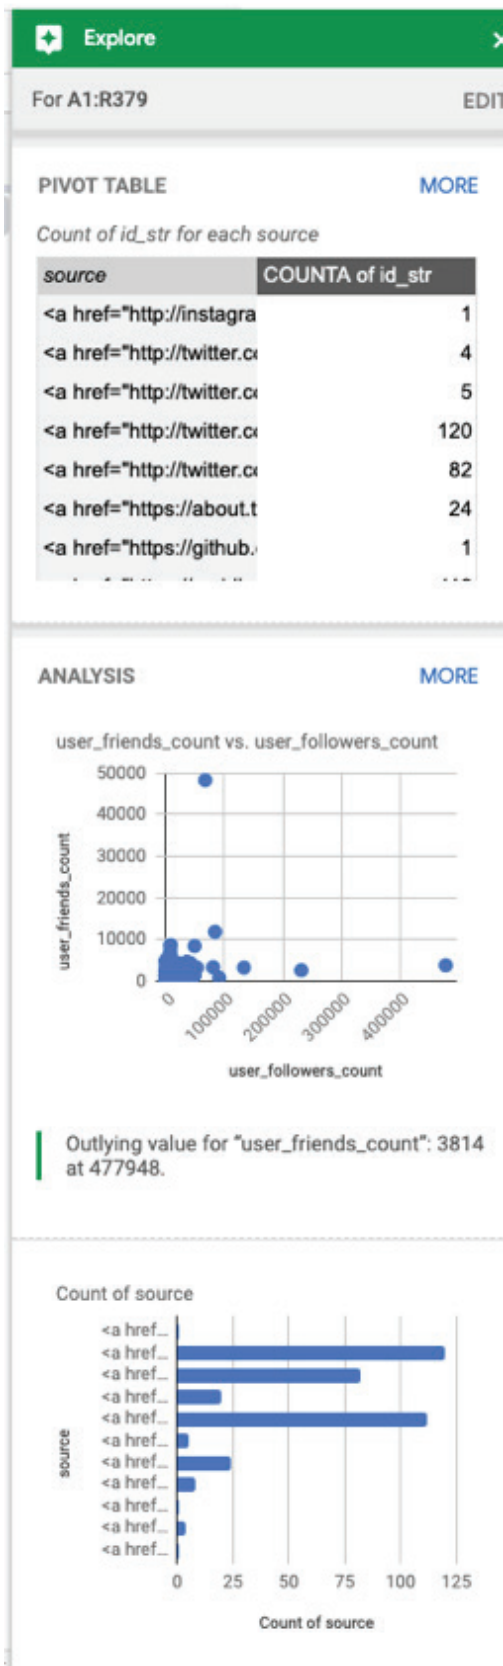 Explore
For A1:R379 EDIT
PIVOT TABLE MORE
Count of id_str for each source
source COUNTA of id_str
<a href="http://instagra 1
<a href="http://twitter.c 4
<a href="http://twitter.c 5
<a href="http://twitter.c 120
<a href="http://twitter.c 82
<a href="https://about.t 24
<a href="https://github. 1
ANALYSIS MORE
user_friends_count vs. user_followers_count
user_friends_count
50000
40000
30000
20000
10000
0
0 100000 200000 300000 400000
user_followers_count
Outlying value for "user_friends_count": 3814
at 477948.
Count of source
source
<a href...
<a href...
<a href...
<a href...
<a href...
<a href...
<a href...
<a href...
<a href...
<a href...
<a href...
0 25 50 75 100 125
Count of source